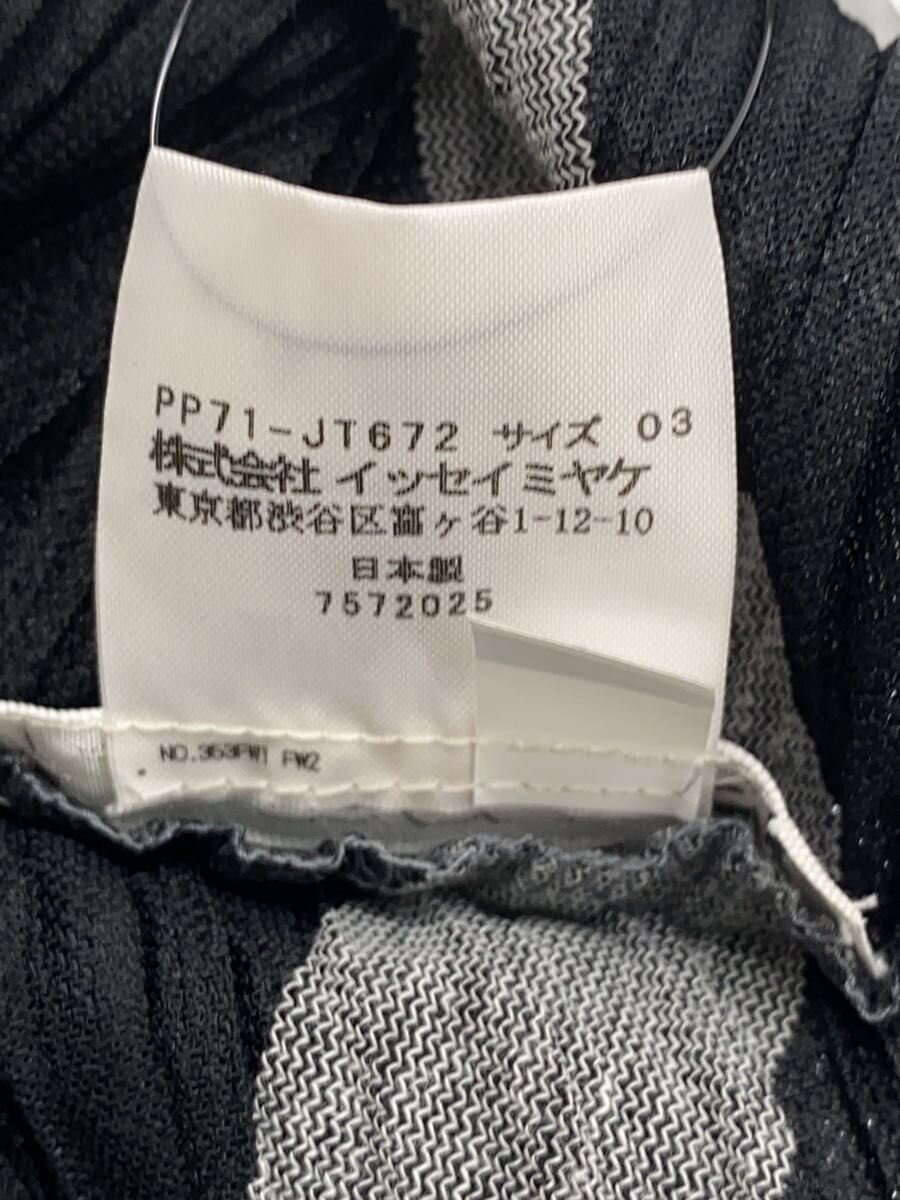 PP71-JT672 サイズ 03
株式会社 イッセイミヤケ
東京都渋谷区富ヶ谷1-12-10
日本製
7572025
NO.363FW1 FW2